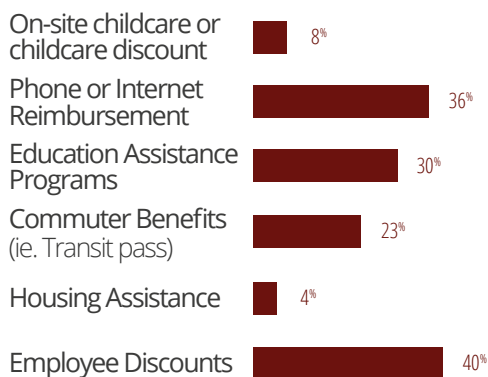 On-site childcare or
childcare discount
8%
Phone or Internet
Reimbursement
36%
Education Assistance
Programs
30%
Commuter Benefits
(ie. Transit pass)
23%
Housing Assistance
4%
Employee Discounts
40%